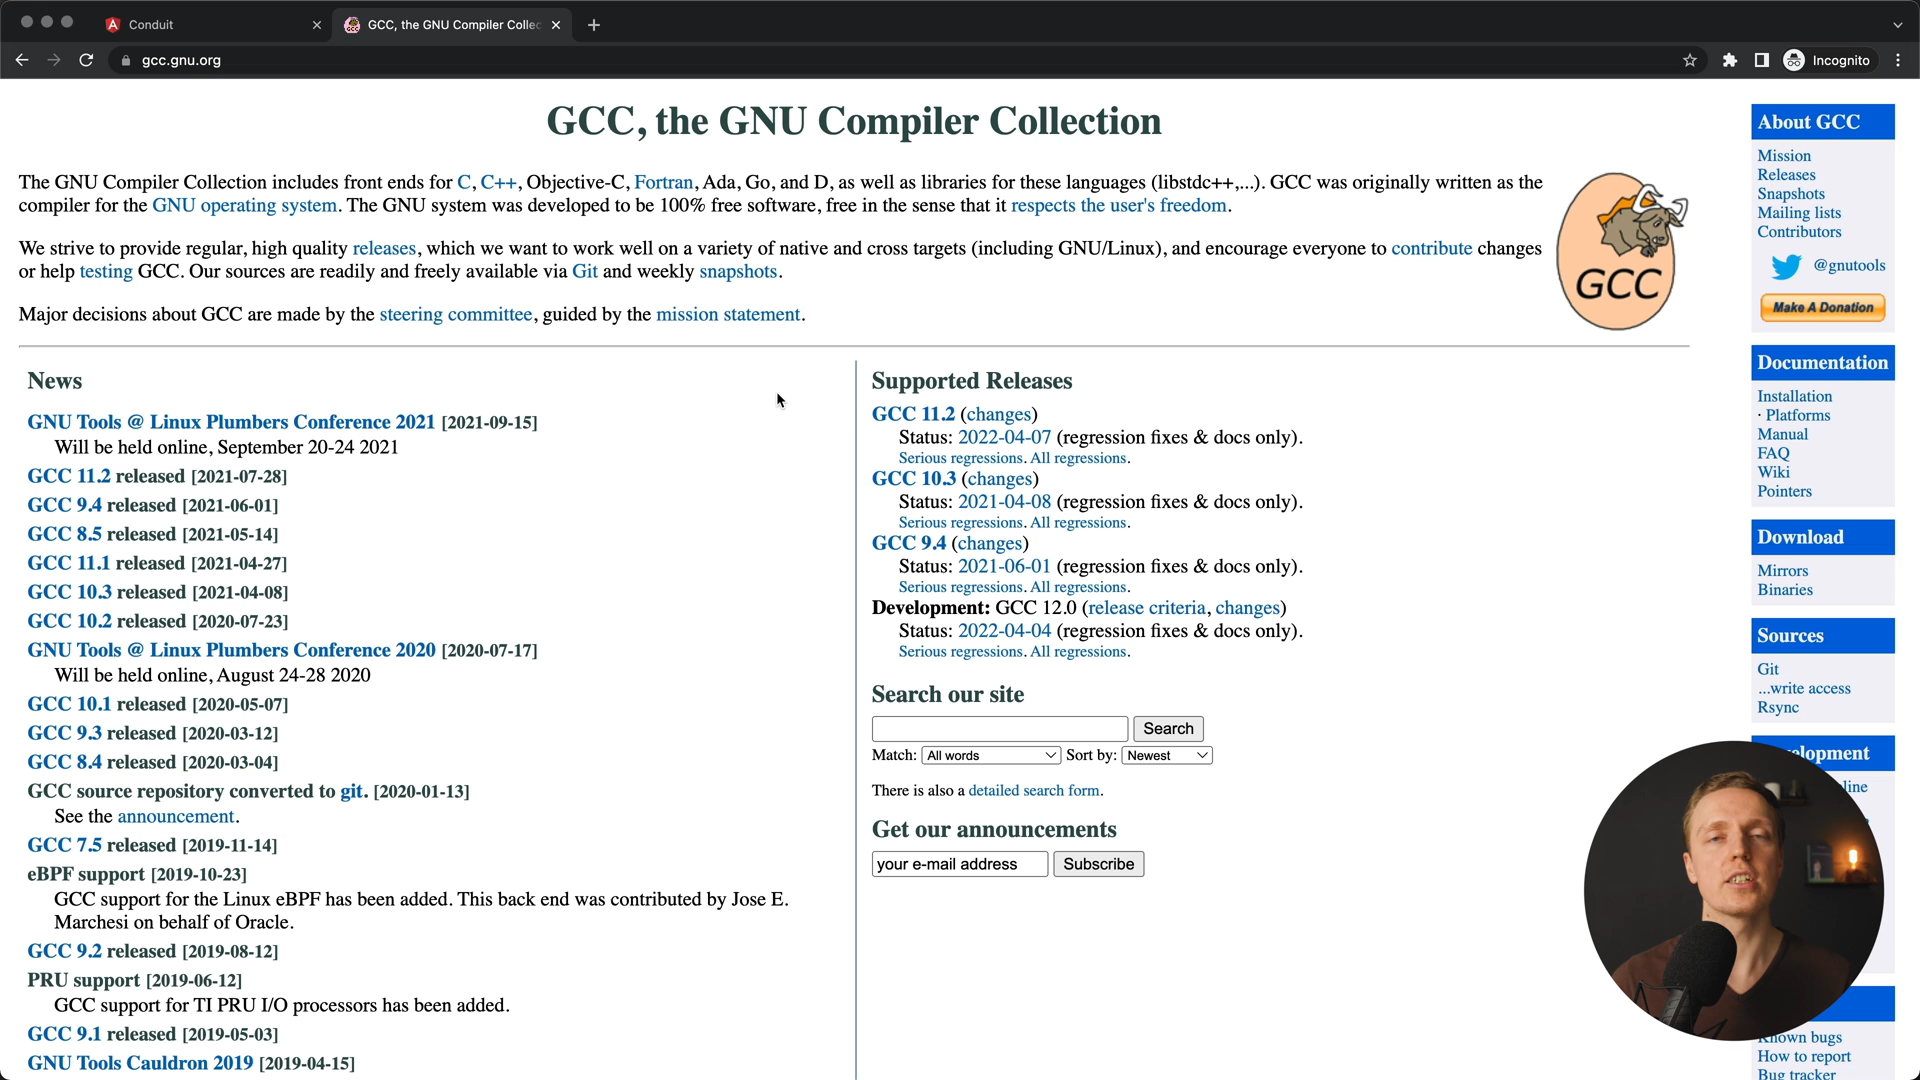 Conduit
GCC, the GNU Compiler Collec
gcc.gnu.org
Incognito
GCC, the GNU Compiler Collection
The GNU Compiler Collection includes front ends for C, C++, Objective-C, Fortran, Ada, Go, and D, as well as libraries for these languages (libstdc++,...). GCC was originally written as the
compiler for the GNU operating system. The GNU system was developed to be 100% free software, free in the sense that it respects the user's freedom.
We strive to provide regular, high quality releases, which we want to work well on a variety of native and cross targets (including GNU/Linux), and encourage everyone to contribute changes
or help testing GCC. Our sources are readily and freely available via Git and weekly snapshots.
Major decisions about GCC are made by the steering committee, guided by the mission statement.
GCC
News
GNU Tools @ Linux Plumbers Conference 2021 [2021-09-15]
Will be held online, September 20-24 2021
GCC 11.2 released [2021-07-28]
GCC 9.4 released [2021-06-01]
GCC 8.5 released [2021-05-14]
GCC 11.1 released [2021-04-27]
GCC 10.3 released [2021-04-08]
GCC 10.2 released [2020-07-23]
GNU Tools @ Linux Plumbers Conference 2020 [2020-07-17]
Will be held online, August 24-28 2020
GCC 10.1 released [2020-05-07]
GCC 9.3 released [2020-03-12]
GCC 8.4 released [2020-03-04]
GCC source repository converted to git. [2020-01-13]
See the announcement.
GCC 7.5 released [2019-11-14]
eBPF support [2019-10-23]
GCC support for the Linux eBPF has been added. This back end was contributed by Jose E.
Marchesi on behalf of Oracle.
GCC 9.2 released [2019-08-12]
PRU support [2019-06-12]
GCC support for TI PRU I/O processors has been added.
GCC 9.1 released [2019-05-03]
GNU Tools Cauldron 2019 [2019-04-15]
Supported Releases
GCC 11.2 (changes)
Status: 2022-04-07 (regression fixes & docs only).
Serious regressions. All regressions.
GCC 10.3 (changes)
Status: 2021-04-08 (regression fixes & docs only).
Serious regressions. All regressions.
GCC 9.4 (changes)
Status: 2021-06-01 (regression fixes & docs only).
Serious regressions. All regressions.
Development: GCC 12.0 (release criteria, changes)
Status: 2022-04-04 (regression fixes & docs only).
Serious regressions. All regressions.
Search our site
Search
Match: All words Sort by: Newest
There is also a detailed search form.
Get our announcements
your e-mail address Subscribe
About GCC
Mission
Releases
Snapshots
Mailing lists
Contributors
@gnutools
Make A Donation
Documentation
Installation
· Platforms
Manual
FAQ
Wiki
Pointers
Download
Mirrors
Binaries
Sources
Git
...write access
Rsync
elopment
line
Known bugs
How to report
Bug tracker